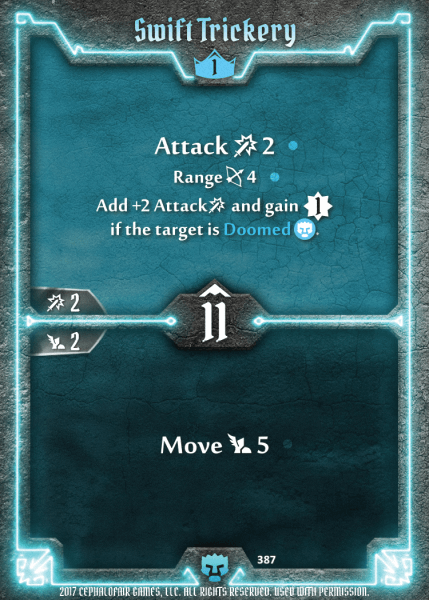 Swift Trickery
1
Attack 2
Range 4
Add +2 Attack and gain 1
if the target is Doomed.
2
11
2
Move 5
387
2017 CEPHALOFAIR GAMES, LLC. ALL RIGHTS RESERVED. USED WITH PERMISSION.